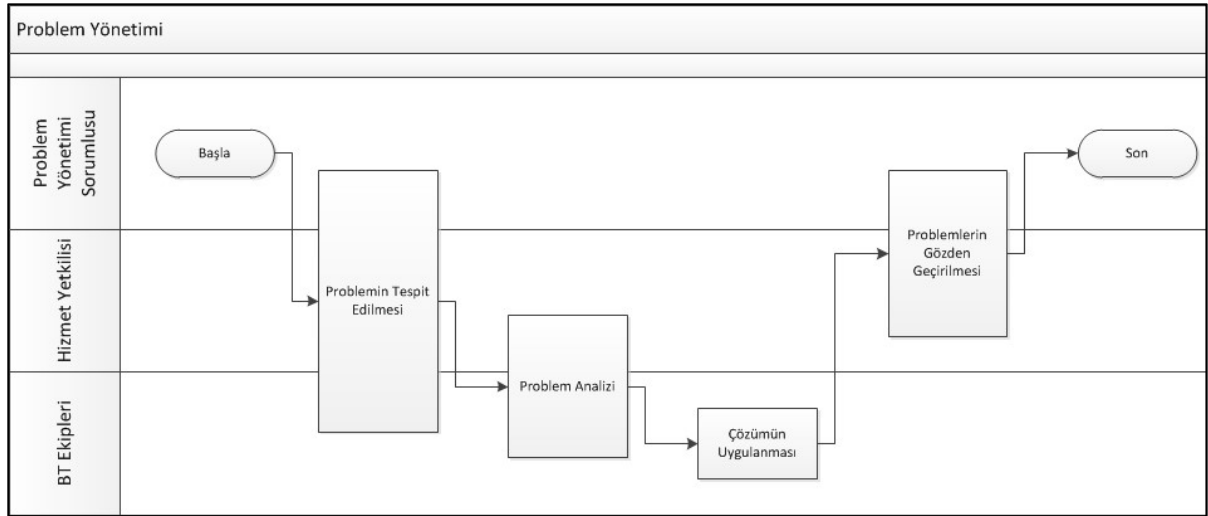 Problem Yönetimi
Problem
Yönetimi
Sorumlusu
Başla
Son
Problemlerin
Gözden
Geçirilmesi
Hizmet Yetkilisi
Problemin Tespit
Edilmesi
Problem Analizi
BT Ekipleri
Çözümün
Uygulanması